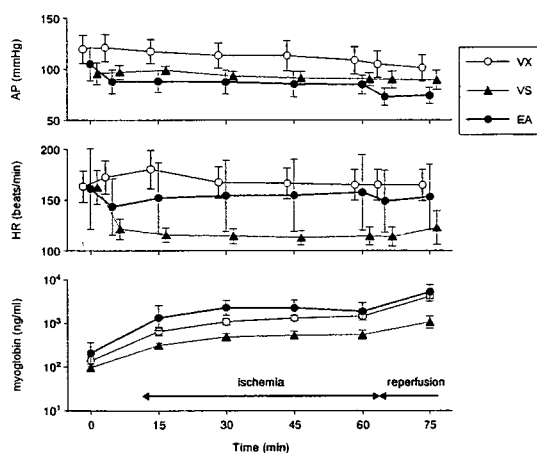 AP (mmHg)
150
100
50
VX
VS
EA
HR (beats/min)
200
150
100
myoglobin (ng/ml)
10⁴
10³
10²
10¹
ischemia
reperfusion
0
15
30
45
60
75
Time (min)